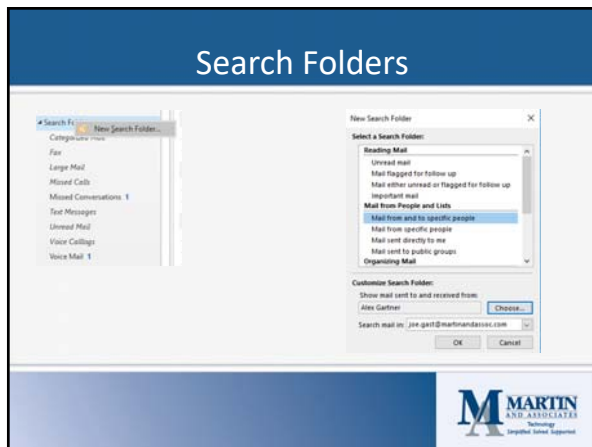 Search Folders
Search Fo
New Search Folder...
Fax
Large Mail
Missed Calls
Missed Conversations 1
Text Messages
Unread Mail
Voice Callings
Voice Mail 1
New Search Folder
Select a Search Folder:
Reading Mail
Unread mail
Mail flagged for follow up
Mail either unread or flagged for follow up
Important mail
Mail from People and Lists
Mail from and to specific people
Mail from specific people
Mail sent directly to me
Mail sent to public groups
Organizing Mail
Customize Search Folder:
Show mail sent to and received from:
Alex Gartner Choose...
Search mail in: joe.gast@martinandassoc.com
OK Cancel
MA MARTIN
AND ASSOCIATES
Technology
Simplified Solved Supported